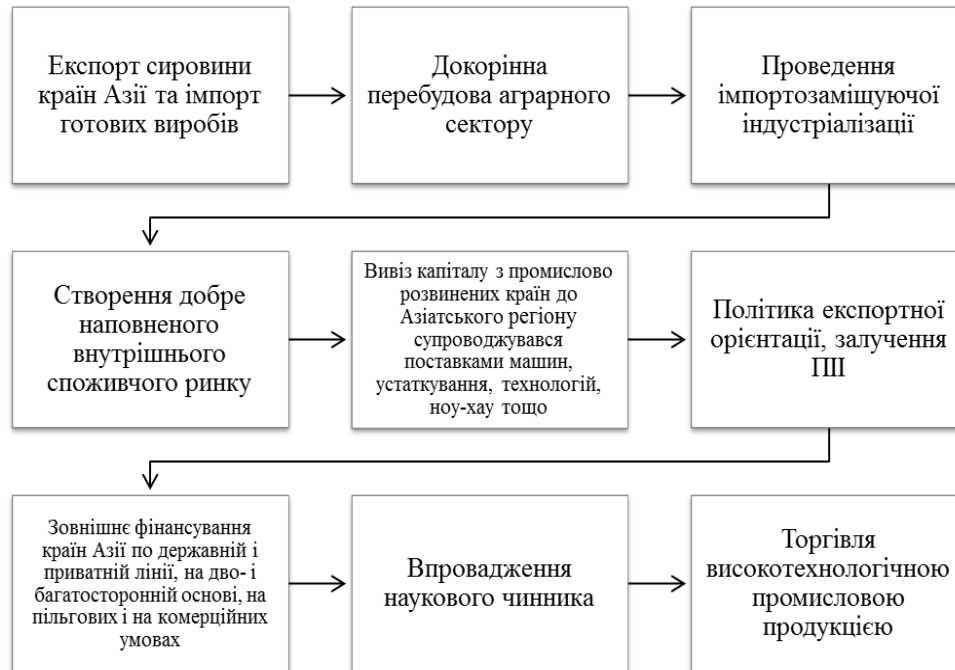 Експорт сировини
країн Азії та імпорт
готових виробів
Докорінна
перебудова аграрного
сектору
Проведення
імпортозаміщуючої
індустріалізації
Створення добре
наповненого
внутрішнього
споживчого ринку
Вивіз капіталу з промислово
розвинених країн до
Азіатського регіону
супроводжувався
поставками машин,
устаткування, технологій,
ноу-хау тощо
Політика експортної
орієнтації, залучення
ПІІ
Зовнішнє фінансування
країн Азії по державній і
приватній лінії, на дво- і
багатосторонній основі, на
пільгових і на комерційних
умовах
Впровадження
наукового чинника
Торгівля
високотехнологічною
промисловою
продукцією